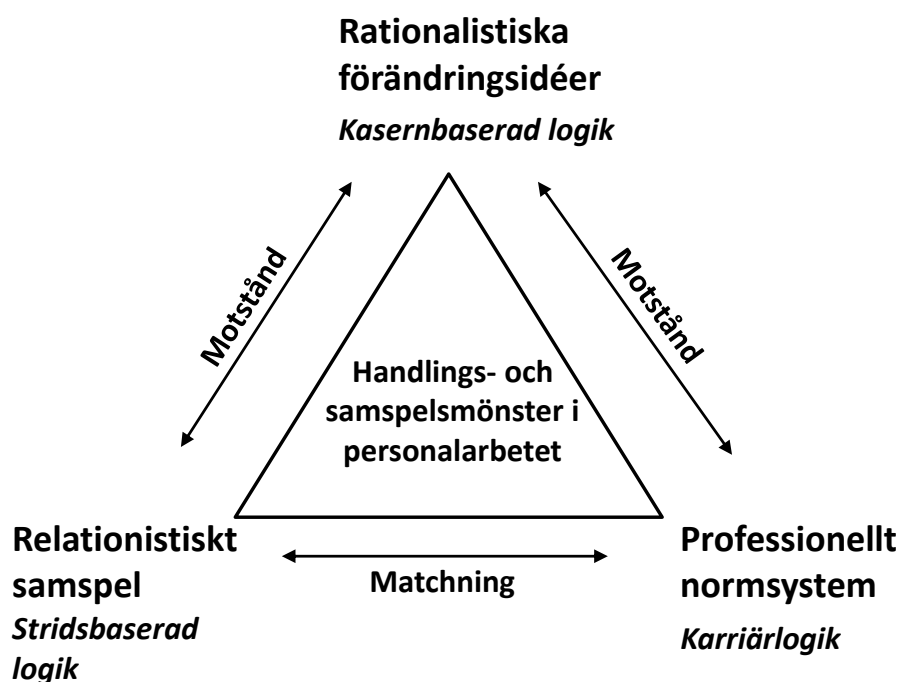 Rationalistiska
förändringsidéer
Kasernbaserad logik
Motstånd
Motstånd
Handlings- och
samspelsmönster i
personalarbetet
Relationistiskt
samspel
Stridsbaserad
logik
Matchning
Professionellt
normsystem
Karriärlogik